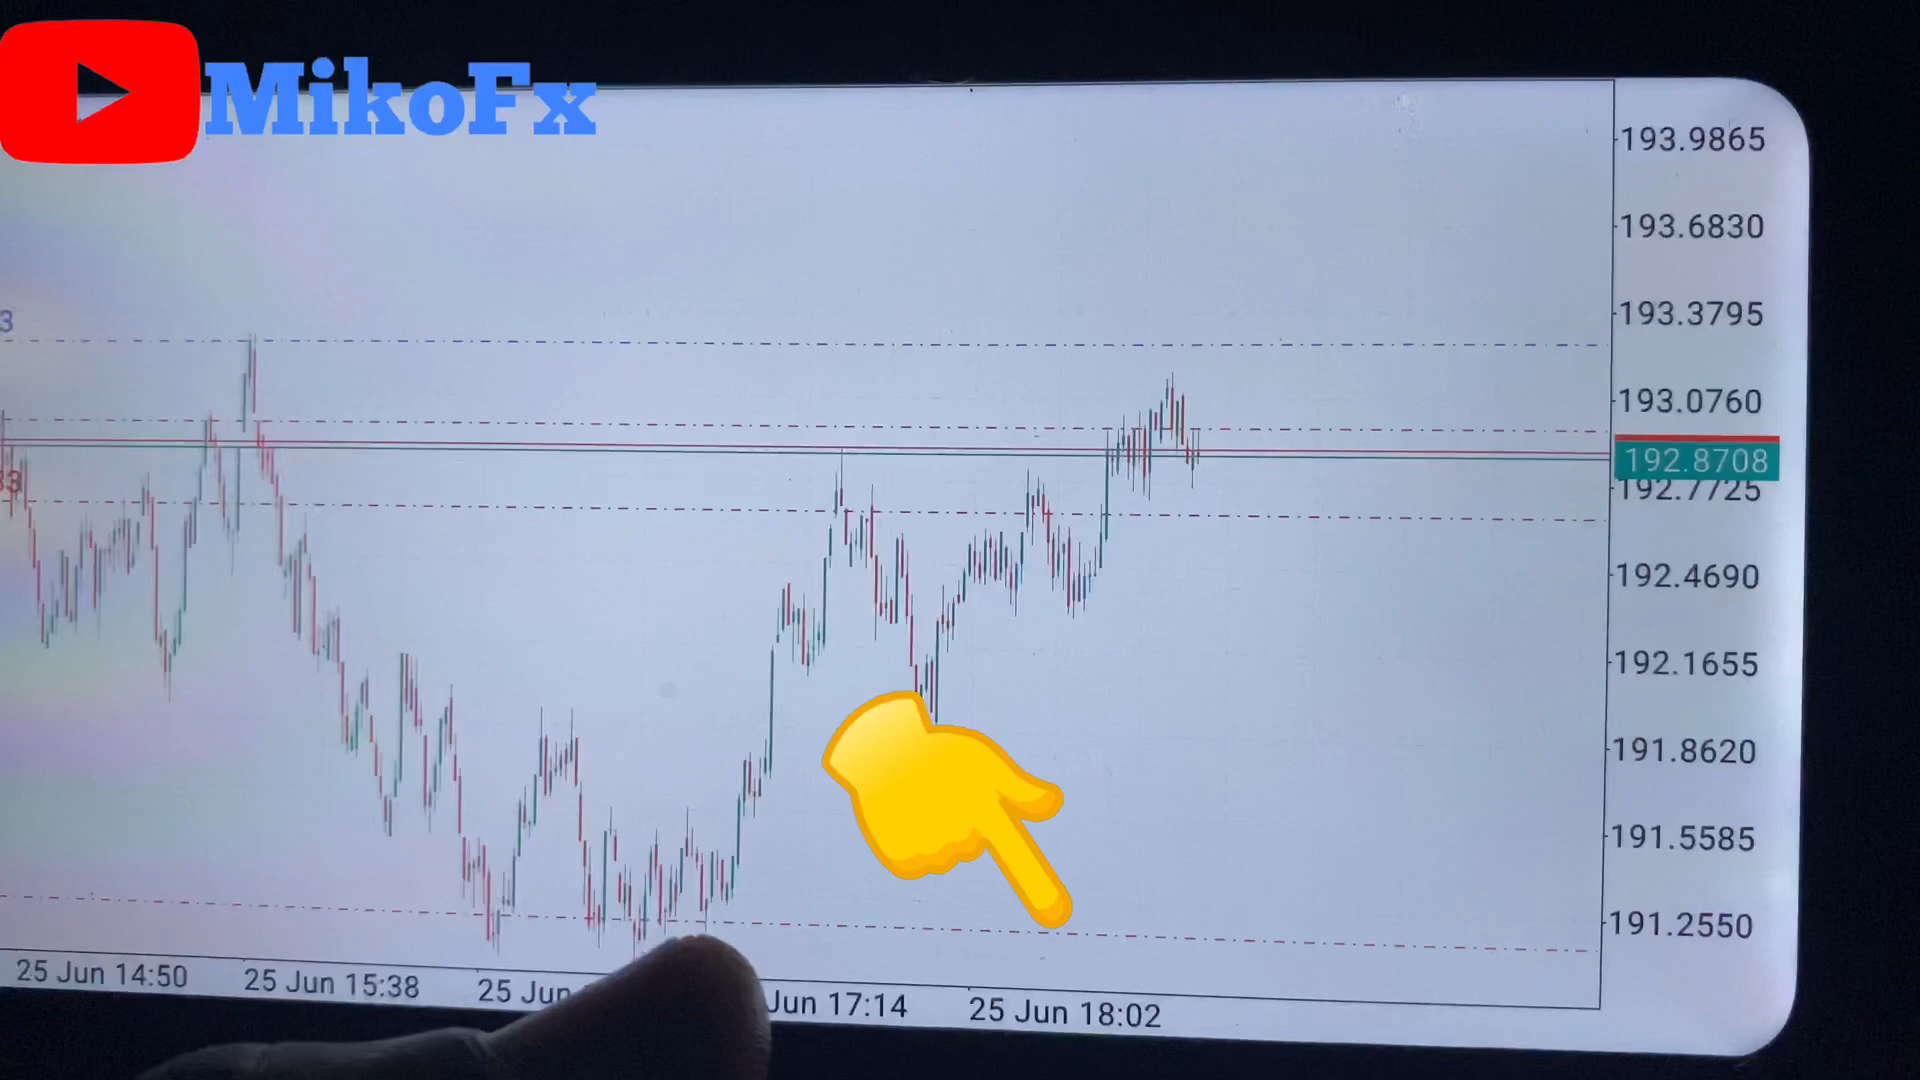 MikoFx
193.9865
193.6830
3
193.3795
193.0760
192.8708
192.7725
33
192.4690
192.1655
191.8620
191.5585
191.2550
25 Jun 14:50
25 Jun 15:38
25 Jun
Jun 17:14
25 Jun 18:02